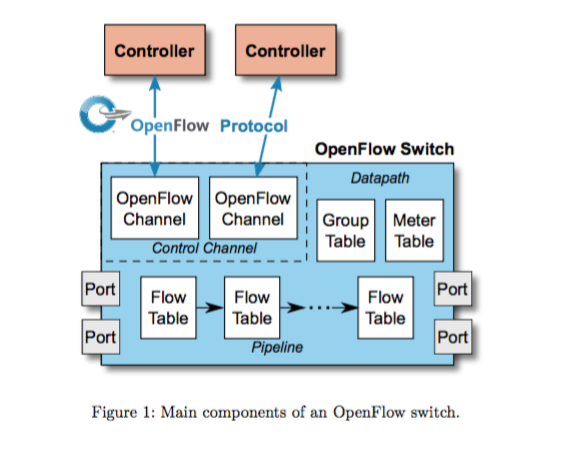 Controller
Controller
OpenFlow Protocol
OpenFlow Switch
Datapath
OpenFlow
Channel
OpenFlow
Channel
Control Channel
Group
Table
Meter
Table
Port
Port
Flow
Table
Flow
Table
Flow
Table
Port
Port
Pipeline
Figure 1: Main components of an OpenFlow switch.